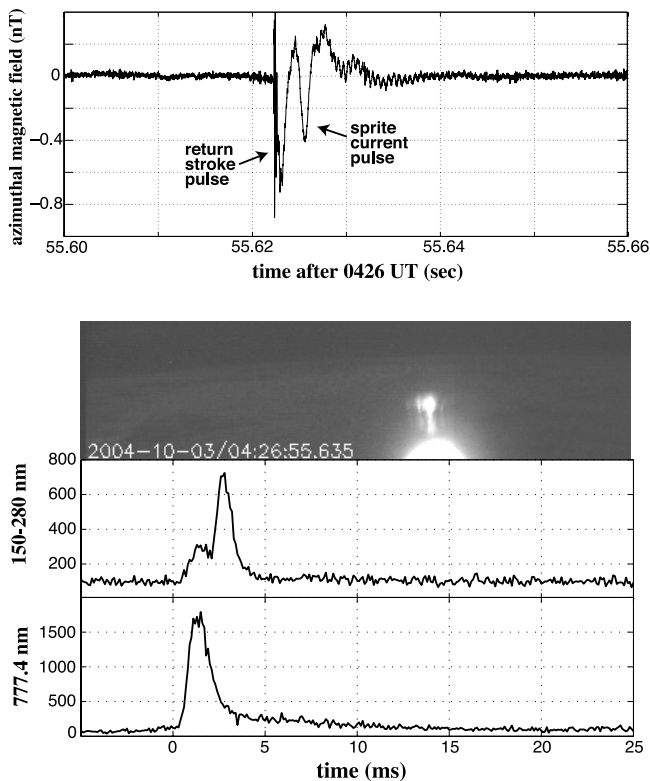 azimuthal magnetic field (nT)
0
−0.4
−0.8
return
stroke
pulse
sprite
current
pulse
55.60
55.62
55.64
55.66
time after 0426 UT (sec)
2004-10-03/04:26:55.635
150-280 nm
800
600
400
200
777.4 nm
1500
1000
500
0
0
5
10
15
20
25
time (ms)